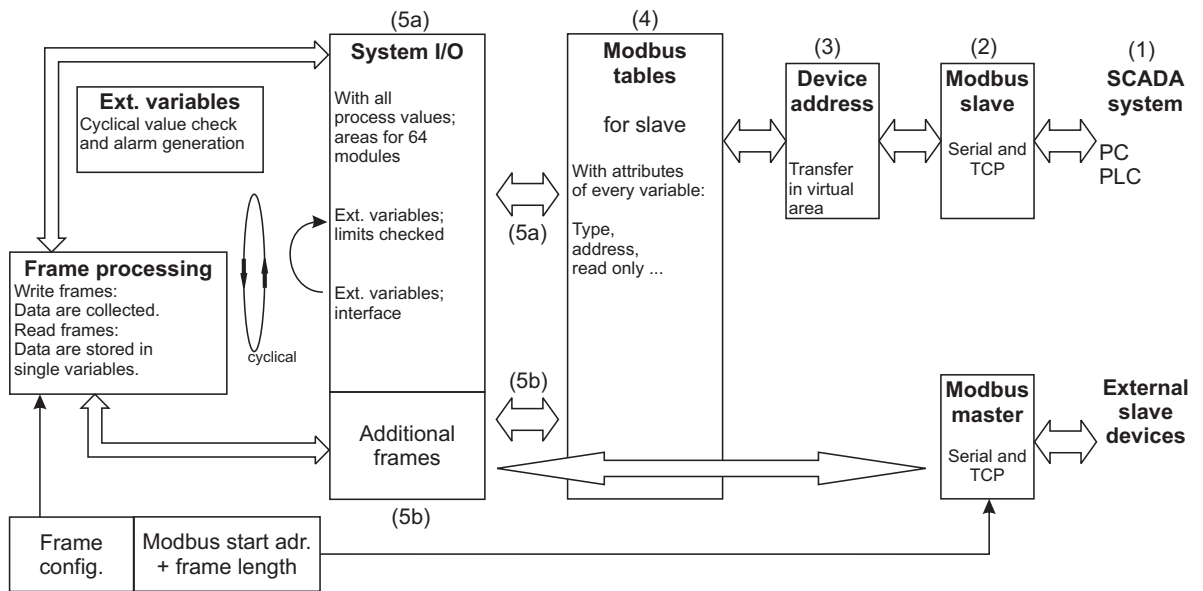 (5a)
System I/O
With all
process values;
areas for 64
modules
Ext. variables;
limits checked
Ext. variables;
interface
Ext. variables
Cyclical value check
and alarm generation
Frame processing
Write frames:
Data are collected.
Read frames:
Data are stored in
single variables.
cyclical
Additional
frames
(5b)
(5a)
(5b)
(4)
Modbus
tables
for slave
With attributes
of every variable:
Type,
address,
read only ...
(3)
Device
address
Transfer
in virtual
area
(2)
Modbus
slave
Serial and
TCP
(1)
SCADA
system
PC
PLC
Modbus
master
Serial and
TCP
External
slave
devices
Frame
config.
Modbus start adr.
+ frame length